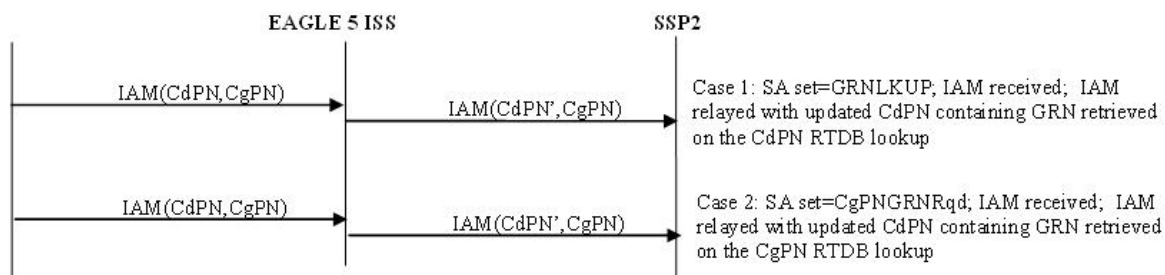 EAGLE 5 ISS
SSP2
IAM(CdPN,CgPN)
IAM(CdPN’,CgPN)
Case 1: SA set=GRNLKUP; IAM received; IAM
relayed with updated CdPN containing GRN retrieved
on the CdPN RTDB lookup
IAM(CdPN,CgPN)
IAM(CdPN’,CgPN)
Case 2: SA set=CgPNGRNRqd; IAM received; IAM
relayed with updated CdPN containing GRN retrieved
on the CgPN RTDB lookup